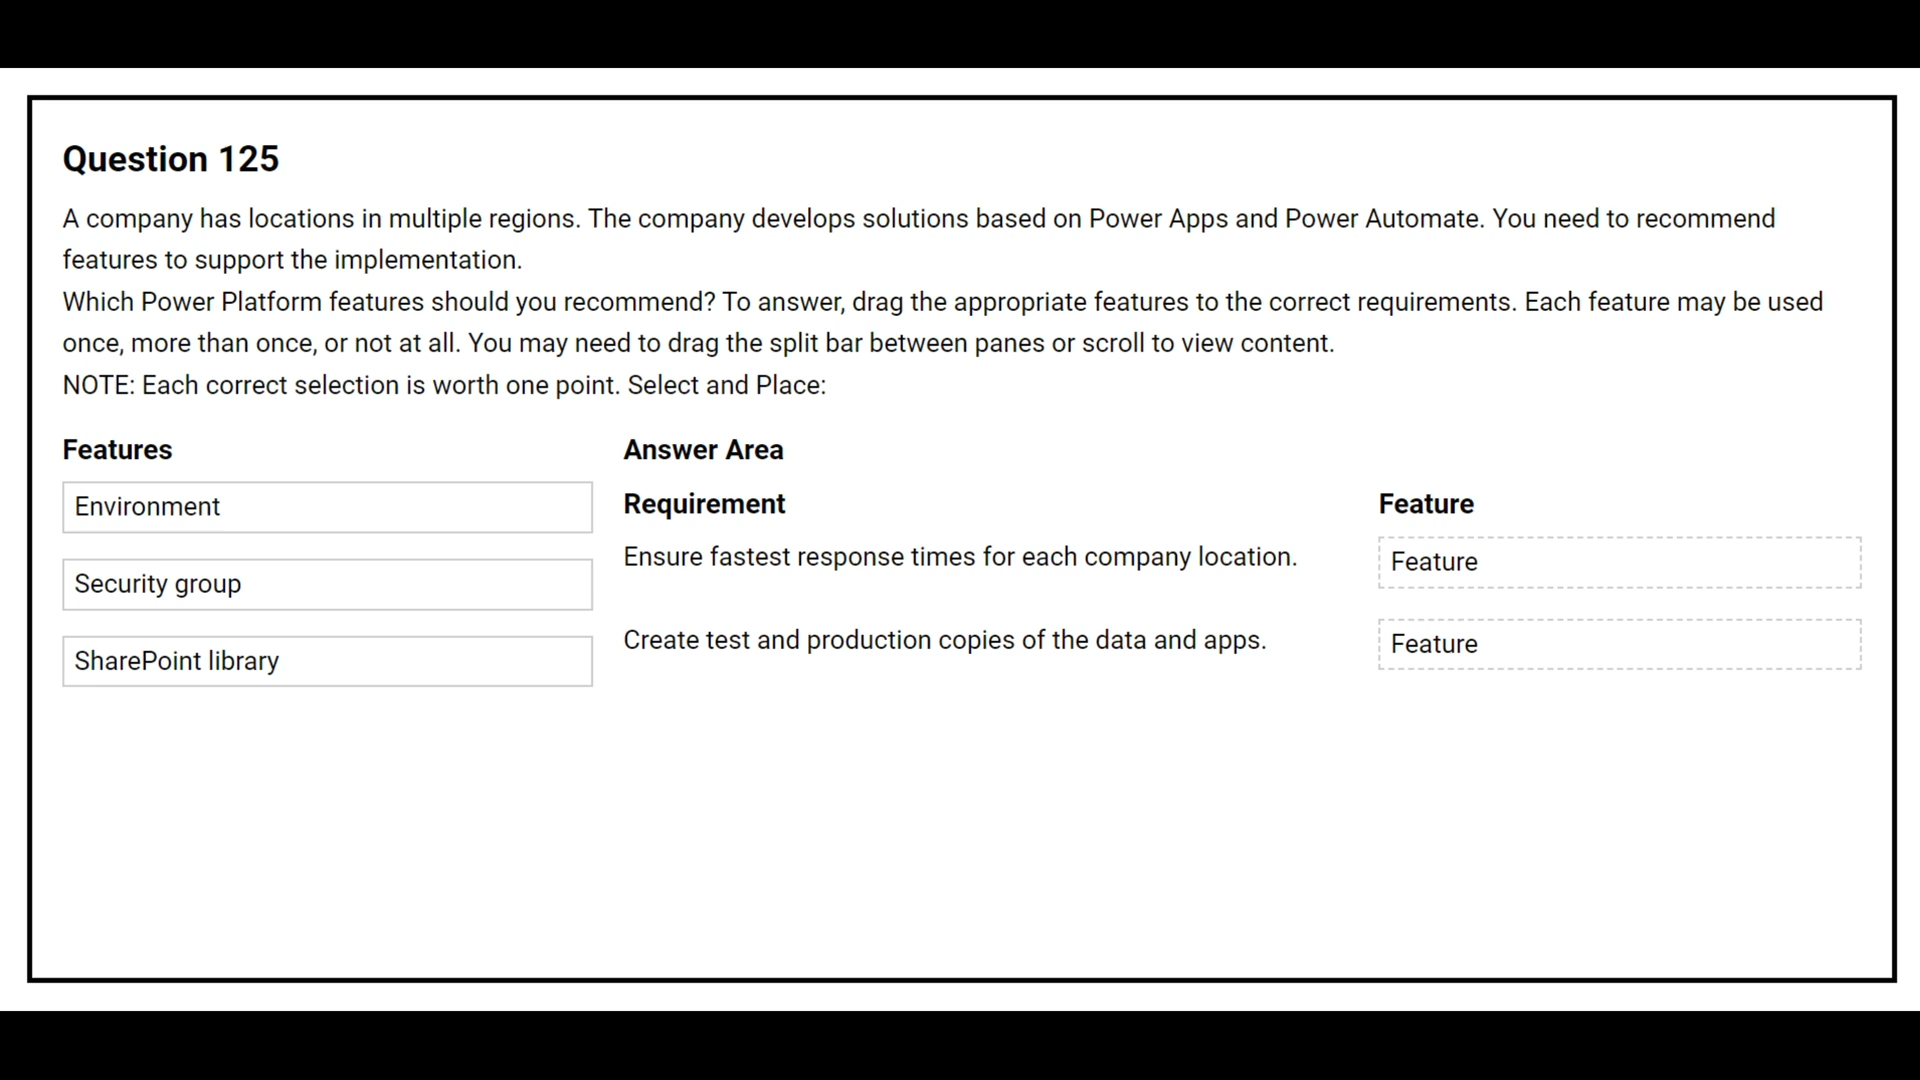 Question 125
A company has locations in multiple regions. The company develops solutions based on Power Apps and Power Automate. You need to recommend
features to support the implementation.
Which Power Platform features should you recommend? To answer, drag the appropriate features to the correct requirements. Each feature may be used
once, more than once, or not at all. You may need to drag the split bar between panes or scroll to view content.
NOTE: Each correct selection is worth one point. Select and Place:
Features
Environment
Security group
SharePoint library
Answer Area
Requirement
Feature
Ensure fastest response times for each company location.
Feature
Create test and production copies of the data and apps.
Feature